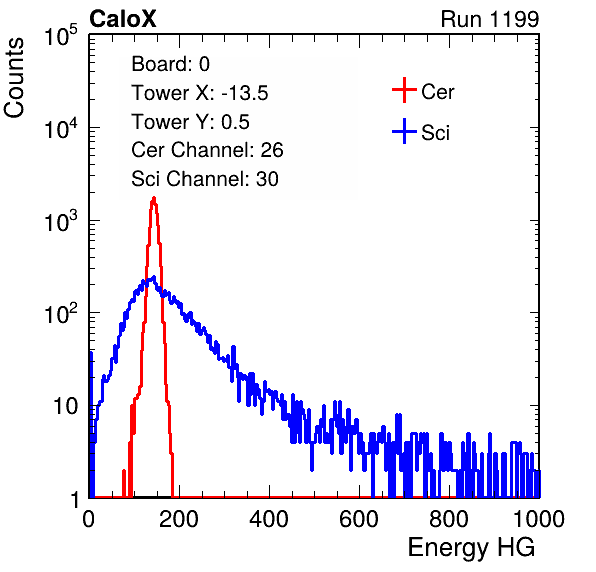 CaloX Run 1199
Board: 0
Tower X: -13.5
Tower Y: 0.5
Cer Channel: 26
Sci Channel: 30
Cer
Sci
Counts
10^5
10^4
10^3
10^2
10
1
0 200 400 600 800 1000
Energy HG